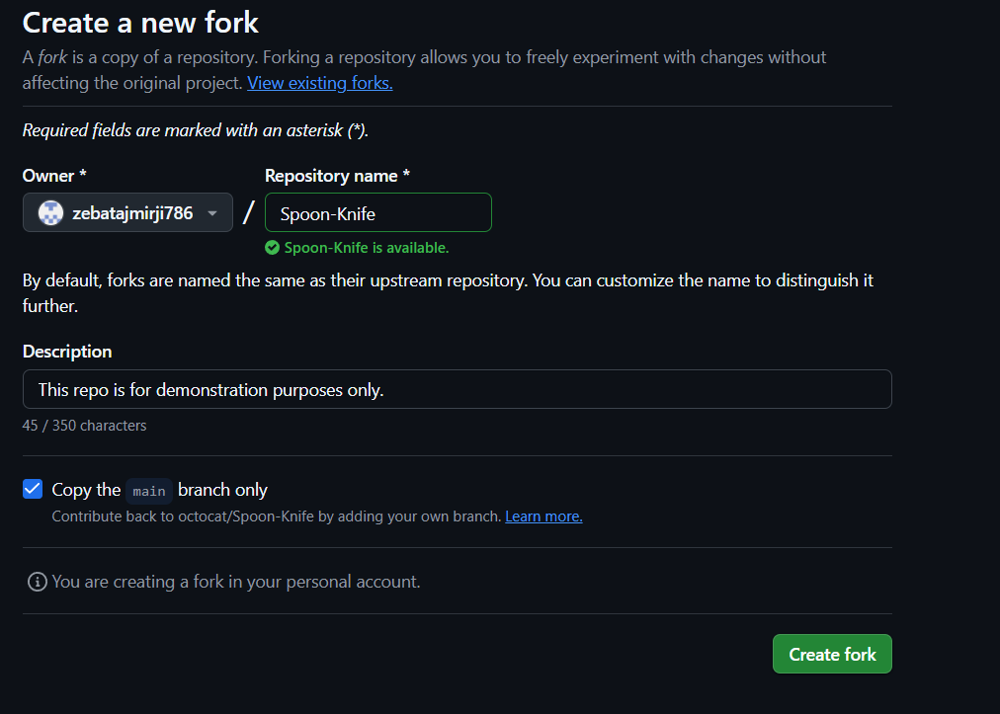 Create a new fork
A fork is a copy of a repository. Forking a repository allows you to freely experiment with changes without
affecting the original project. View existing forks.
Required fields are marked with an asterisk (*).
Owner *
Repository name *
zebatajmirji786 / Spoon-Knife
Spoon-Knife is available.
By default, forks are named the same as their upstream repository. You can customize the name to distinguish it
further.
Description
This repo is for demonstration purposes only.
45 / 350 characters
Copy the main branch only
Contribute back to octocat/Spoon-Knife by adding your own branch. Learn more.
You are creating a fork in your personal account.
Create fork